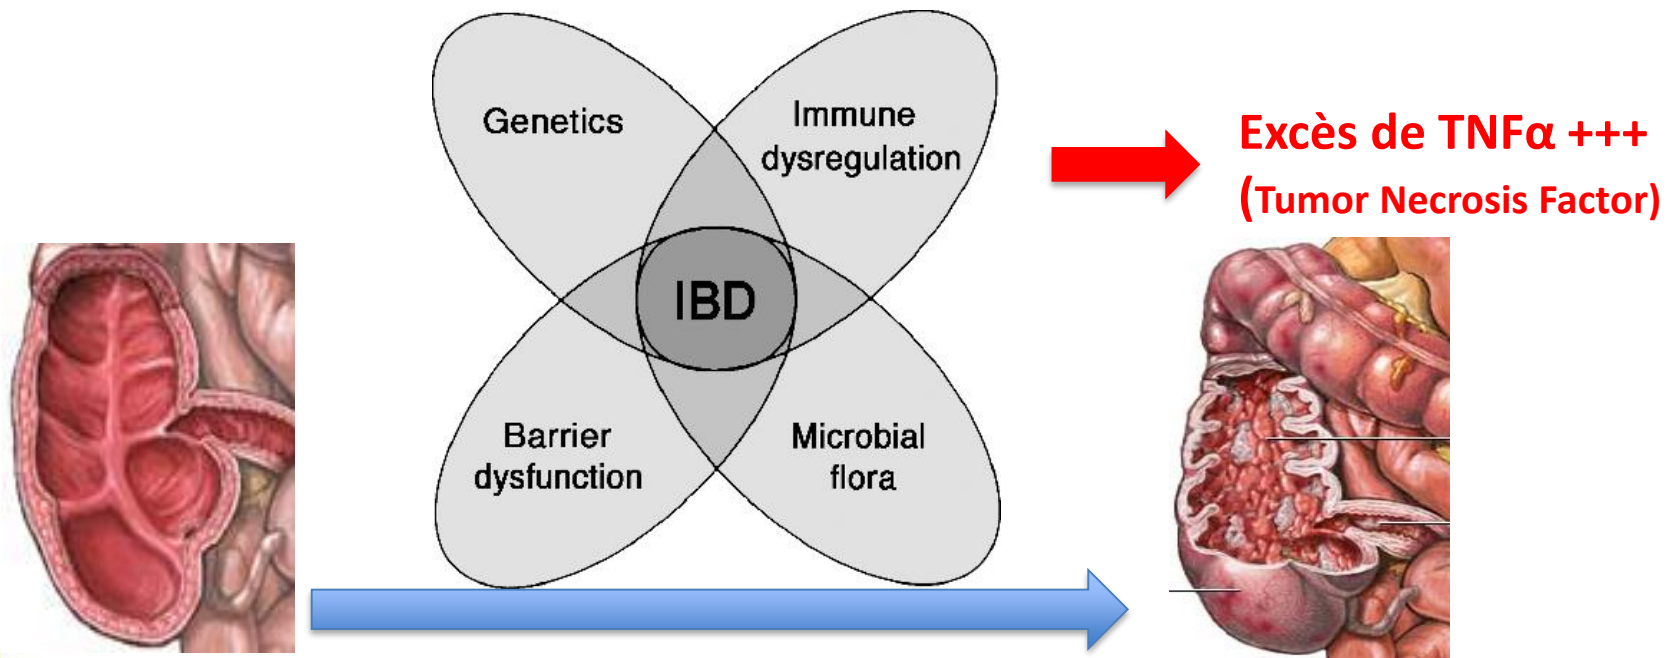 Genetics
Immune
dysregulation
Excès de TNFα +++
(Tumor Necrosis Factor)
IBD
Barrier
dysfunction
Microbial
flora